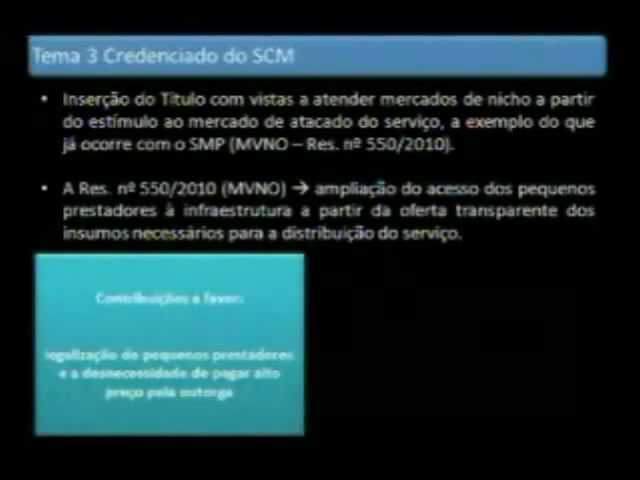 Tema 3 Credenciado do SCM
• Inserção do Título com vistas a atender mercados de nicho a partir
do estímulo ao mercado de atacado do serviço, a exemplo do que
já ocorre com o SMP (MVNO – Res. nº 550/2010).
• A Res. nº 550/2010 (MVNO) → ampliação do acesso dos pequenos
prestadores à infraestrutura a partir da oferta transparente dos
insumos necessários para a distribuição do serviço.
Contribuições a favor:
legalização de pequenos prestadores
e a desnecessidade de pagar alto
preço pela outorga